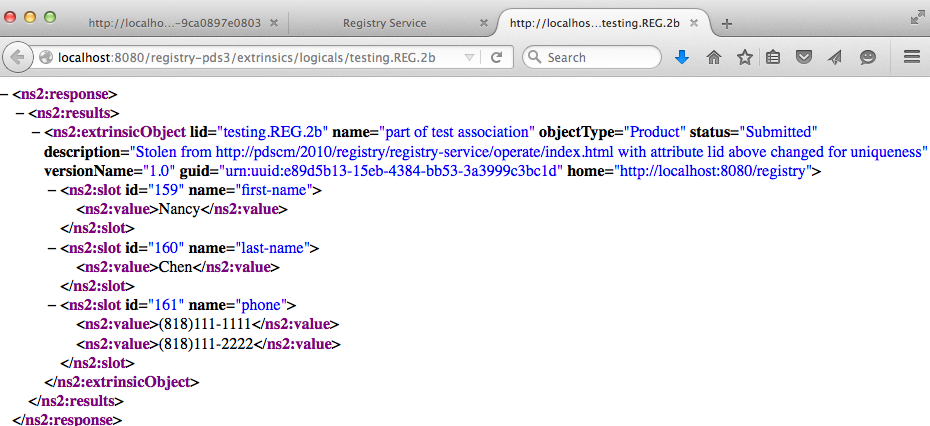 http://localho...-9ca0897e0803 × Registry Service × http://localhos...testing.REG.2b × +
localhost:8080/registry-pds3/extrinsics/logicals/testing.REG.2b Search
− <ns2:response>
− <ns2:results>
− <ns2:extrinsicObject lid="testing.REG.2b" name="part of test association" objectType="Product" status="Submitted"
description="Stolen from http://pdscm/2010/registry/registry-service/operate/index.html with attribute lid above changed for uniqueness"
versionName="1.0" guid="urn:uuid:e89d5b13-15eb-4384-bb53-3a3999c3bc1d" home="http://localhost:8080/registry">
− <ns2:slot id="159" name="first-name">
<ns2:value>Nancy</ns2:value>
</ns2:slot>
− <ns2:slot id="160" name="last-name">
<ns2:value>Chen</ns2:value>
</ns2:slot>
− <ns2:slot id="161" name="phone">
<ns2:value>(818)111-1111</ns2:value>
<ns2:value>(818)111-2222</ns2:value>
</ns2:slot>
</ns2:extrinsicObject>
</ns2:results>
</ns2:response>